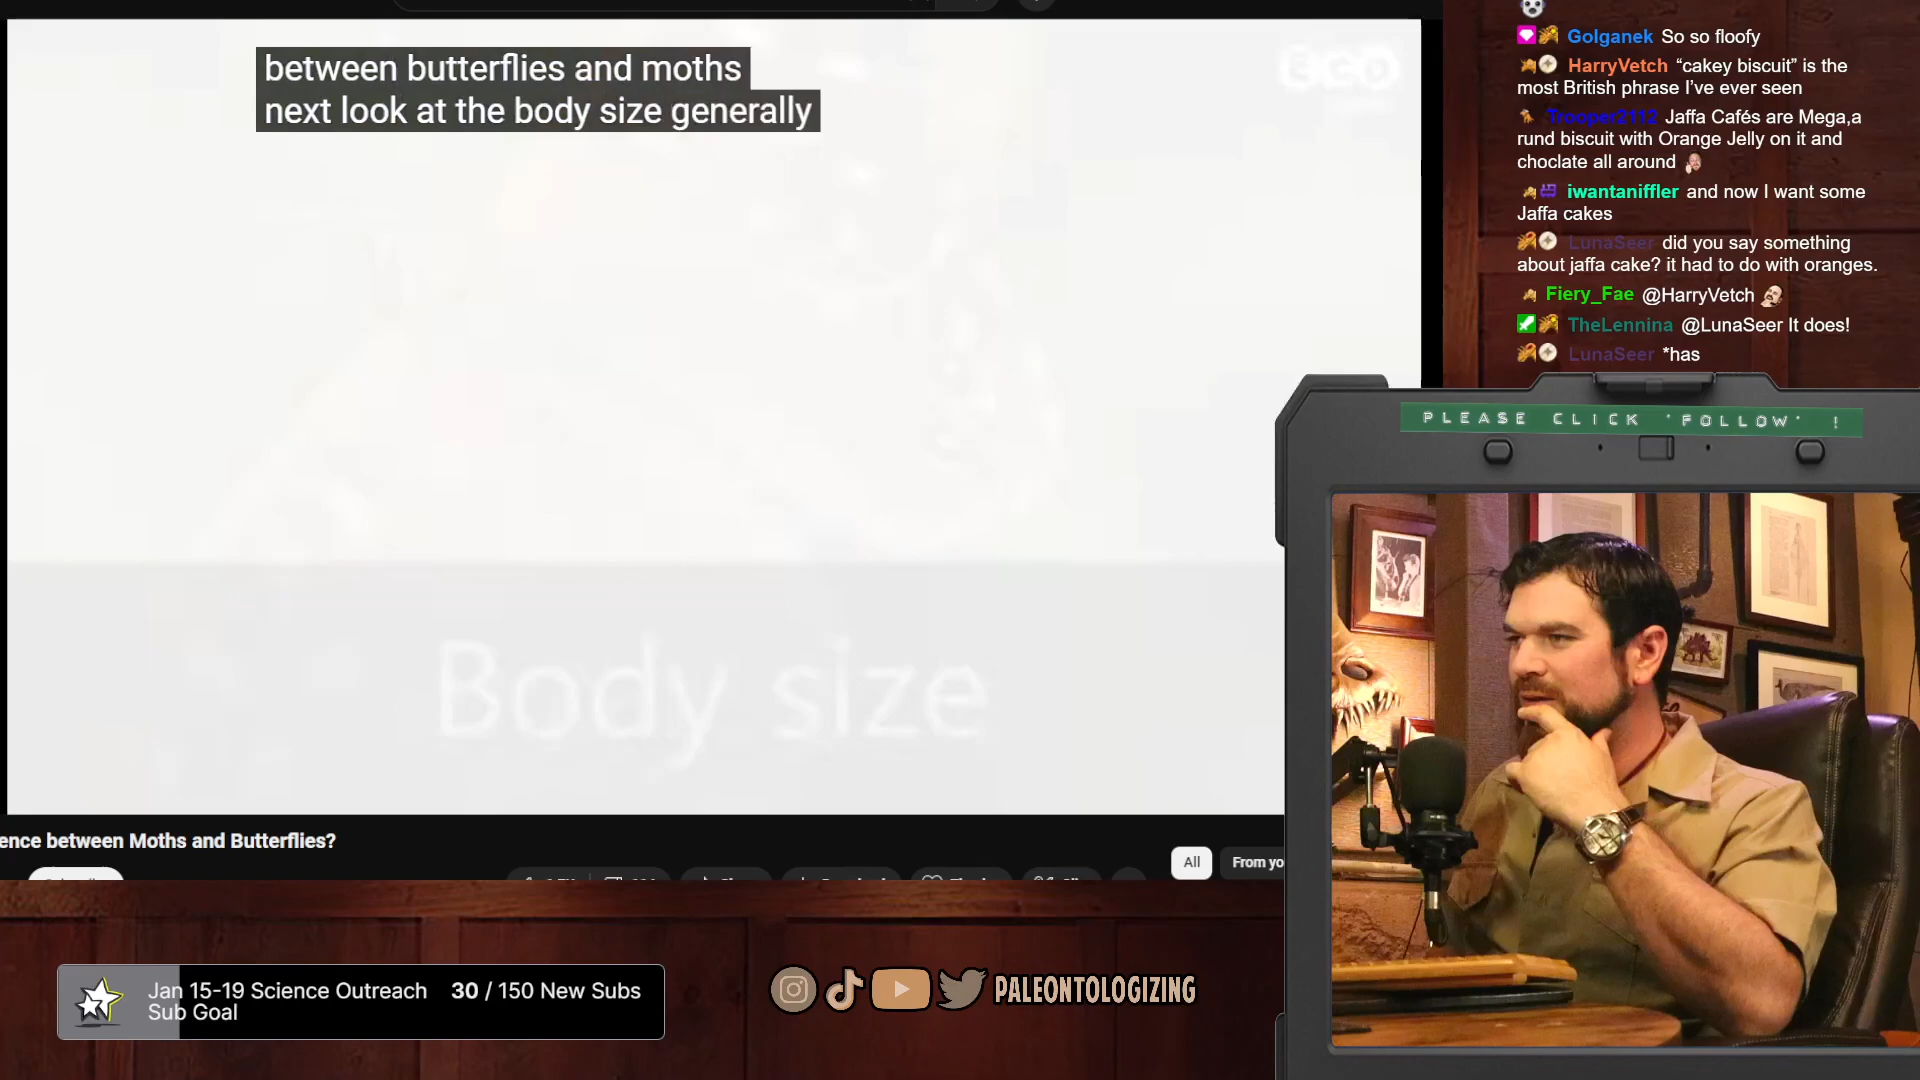 between butterflies and moths
next look at the body size generally
Body size
ence between Moths and Butterflies?
All
From yo
Golganek So so floofy
HarryVetch “cakey biscuit” is the
most British phrase I’ve ever seen
Trooper2112 Jaffa Cafés are Mega,a
rund biscuit with Orange Jelly on it and
choclate all around
iwantaniffler and now I want some
Jaffa cakes
LunaSeer did you say something
about jaffa cake? it had to do with oranges.
Fiery_Fae @HarryVetch
TheLennina @LunaSeer It does!
LunaSeer *has
PLEASE CLICK "FOLLOW" !
Jan 15-19 Science Outreach 30 / 150 New Subs
Sub Goal
PALEONTOLOGIZING